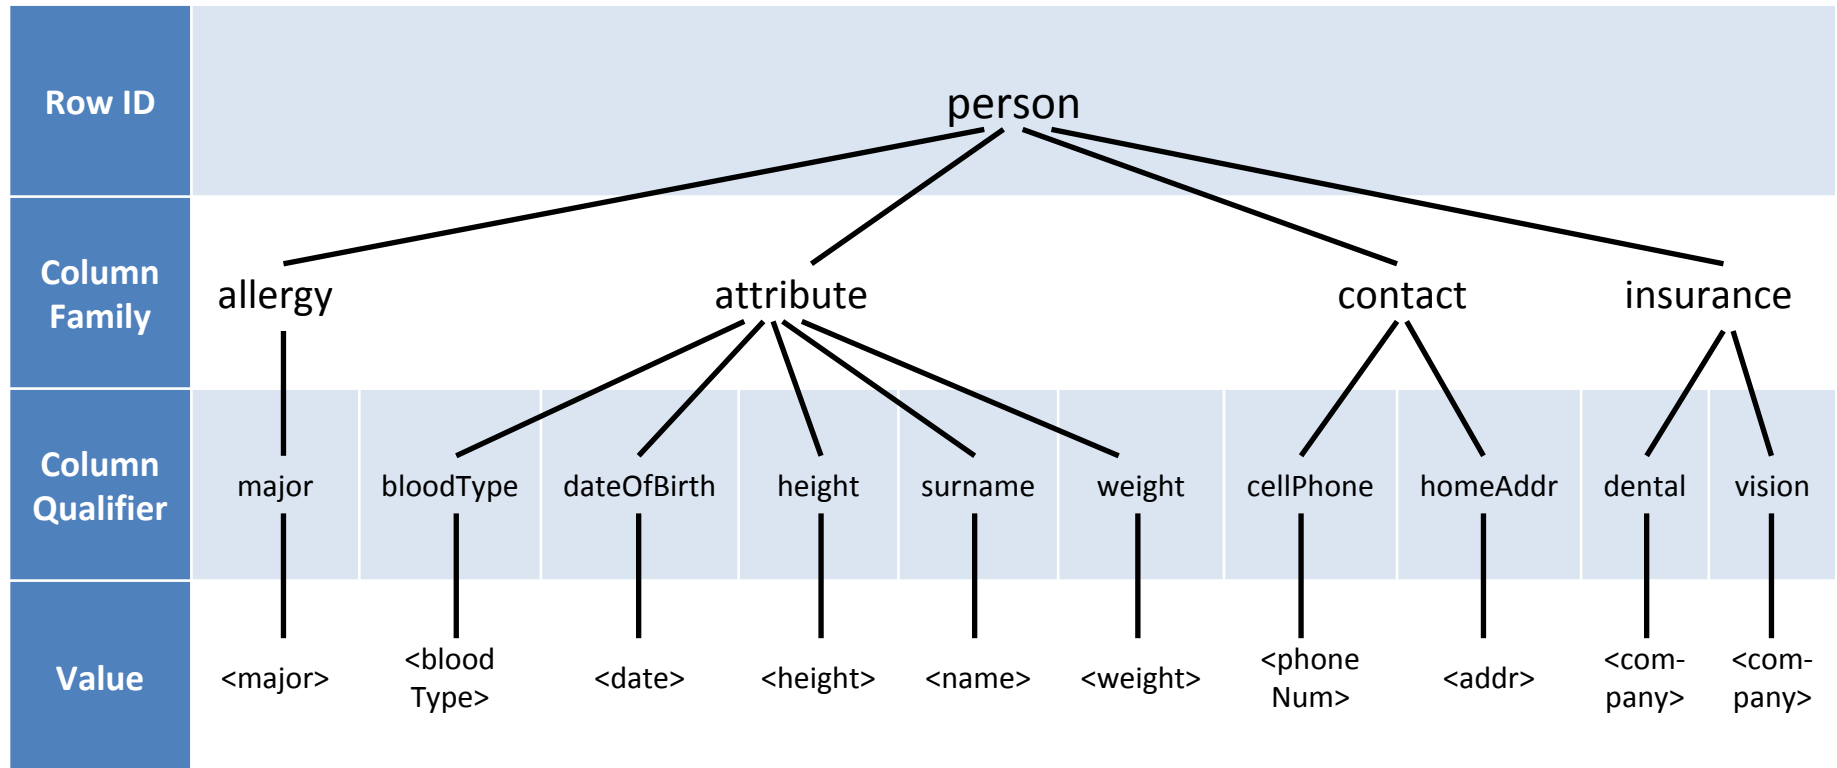 Row ID
person
Column
Family
allergy
attribute
contact
insurance
Column
Qualifier
major
bloodType
dateOfBirth
height
surname
weight
cellPhone
homeAddr
dental
vision
Value
<major>
<blood
Type>
<date>
<height>
<name>
<weight>
<phone
Num>
<addr>
<com-
pany>
<com-
pany>